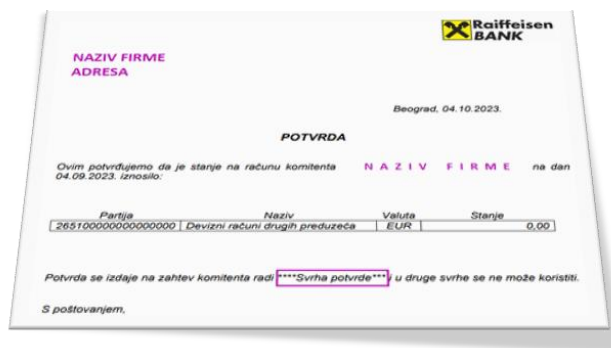 Raiffeisen
BANK
NAZIV FIRME
ADRESA
Beograd, 04.10.2023.
POTVRDA
Ovim potvrđujemo da je stanje na računu komitenta N A Z I V F I R M E na dan
04.09.2023. iznosilo:
Partija Naziv Valuta Stanje
265100000000000000 Devizni računi drugih preduzeća EUR 0,00
Potvrda se izdaje na zahtev komitenta radi ****Svrha potvrde*** i u druge svrhe se ne može koristiti.
S poštovanjem,